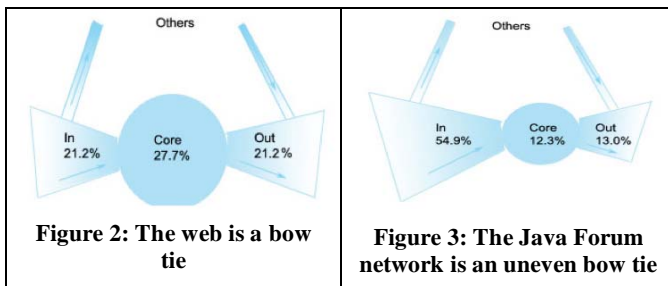 Others
In
21.2%
Core
27.7%
Out
21.2 %
Figure 2: The web is a bow
tie
Others
In
54.9%
Core
12.3%
Out
13.0%
Figure 3: The Java Forum
network is an uneven bow tie